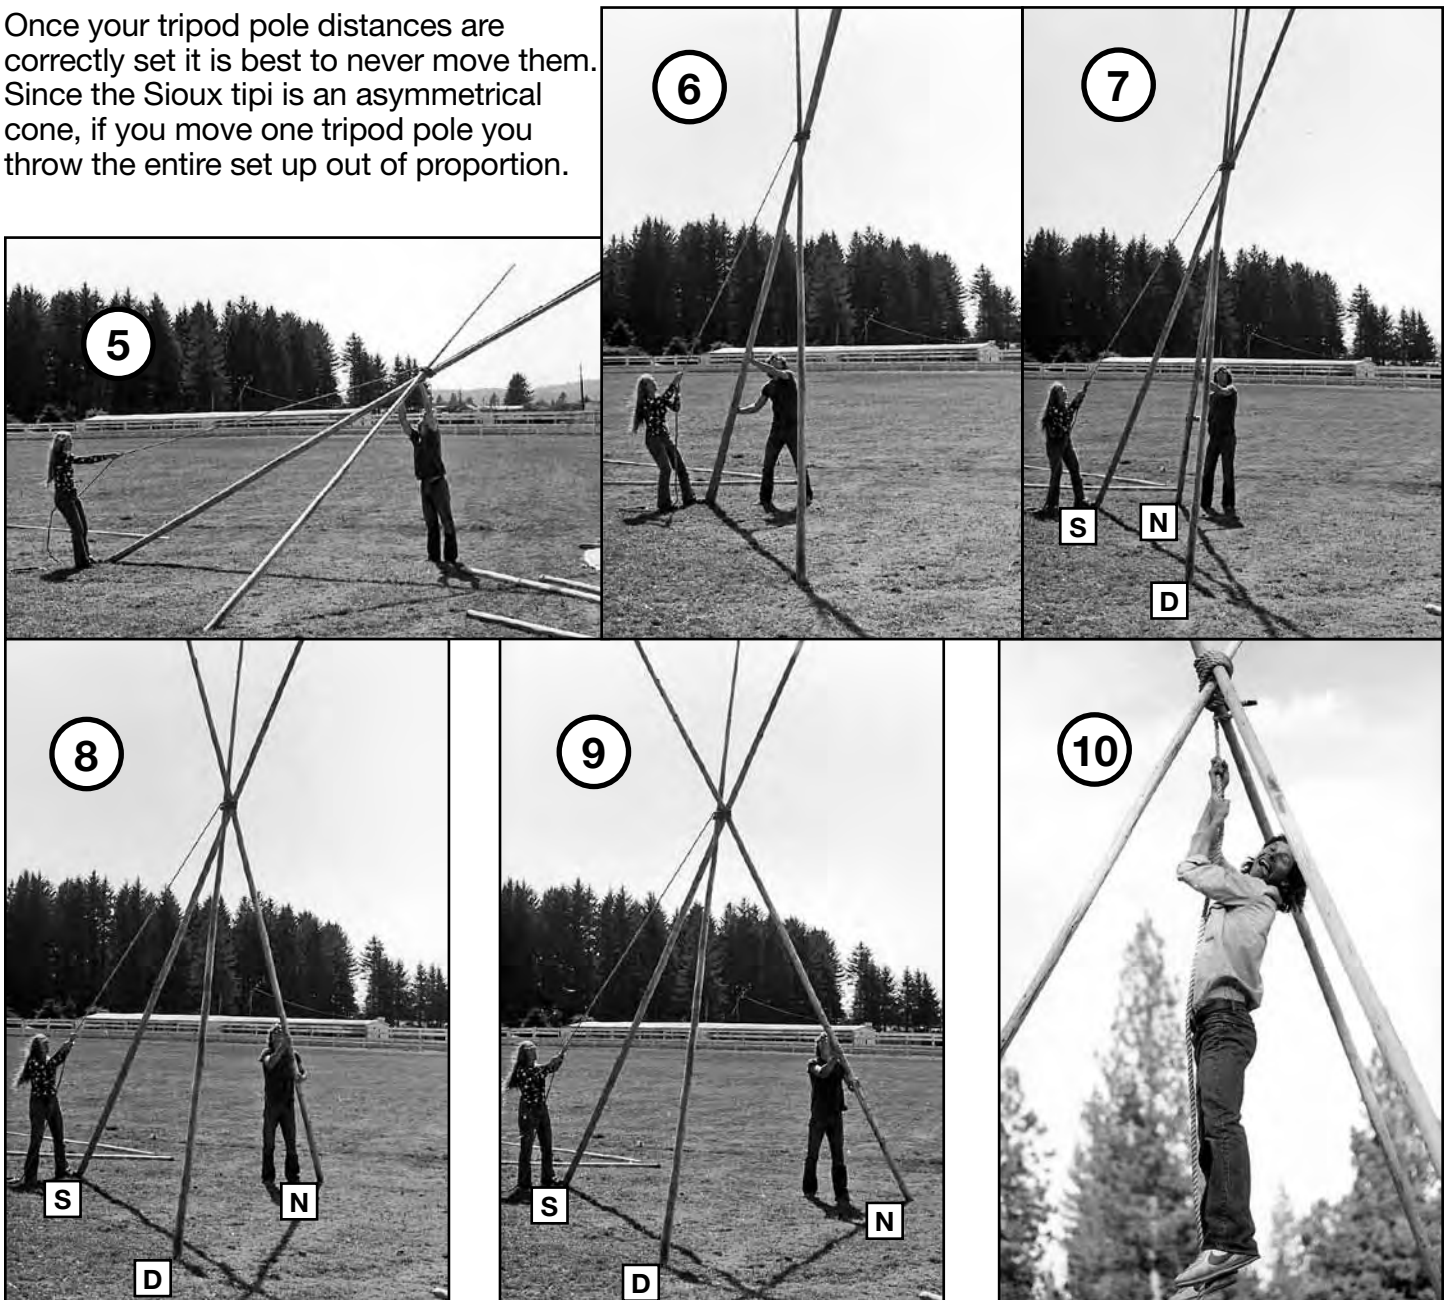 Once your tripod pole distances are
correctly set it is best to never move them.
Since the Sioux tipi is an asymmetrical
cone, if you move one tripod pole you
throw the entire set up out of proportion.
5
6
7
S
N
D
8
S
N
D
9
S
N
D
10